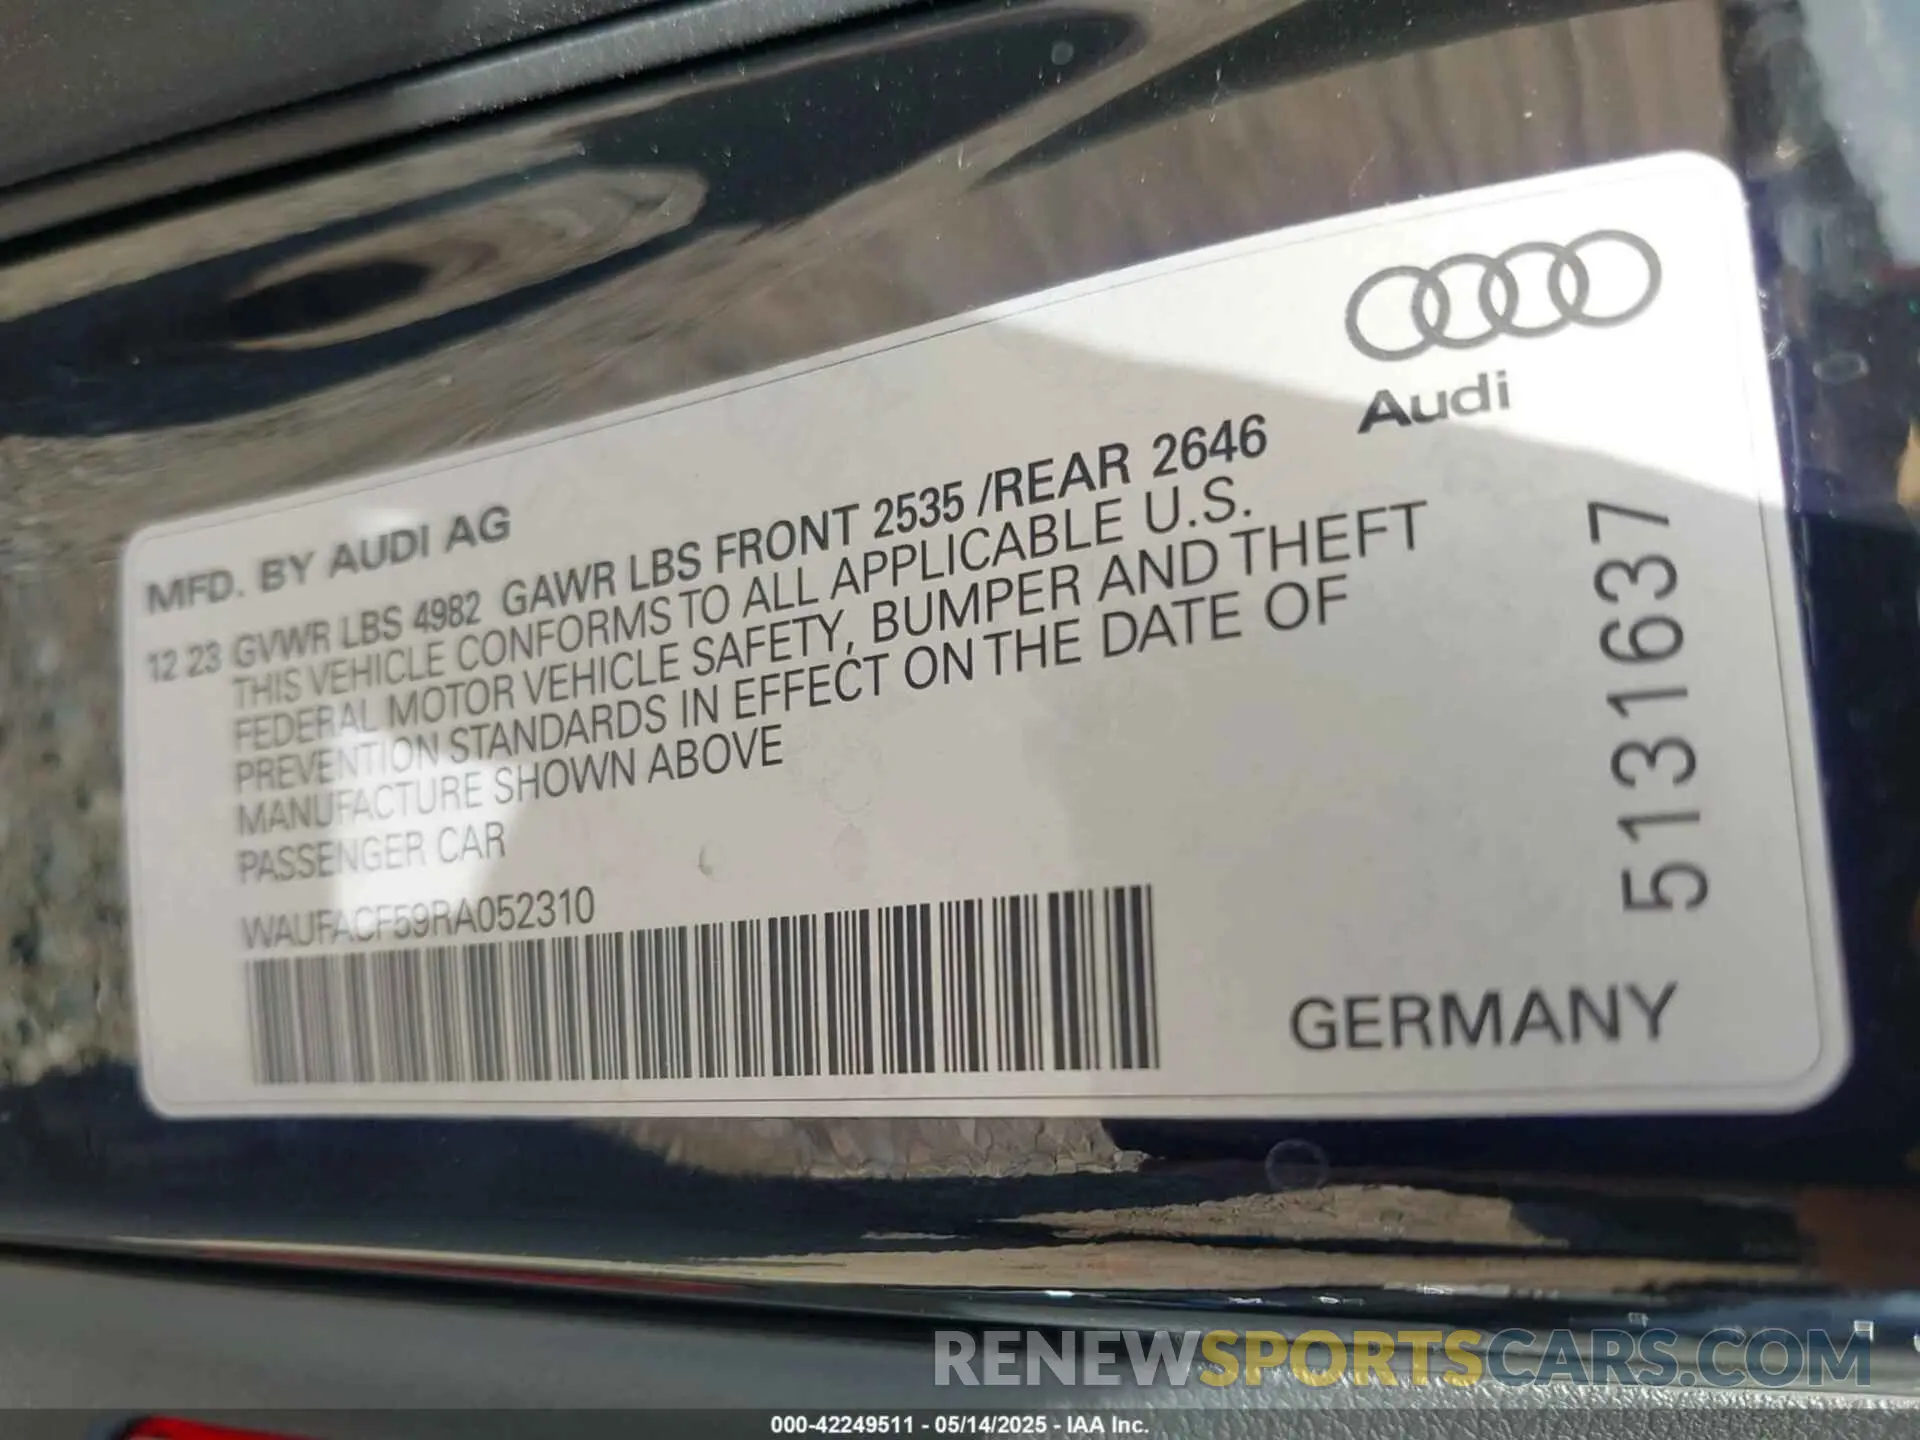 Audi
MFD. BY AUDI AG
12 23 GVWR LBS 4982 GAWR LBS FRONT 2535 /REAR 2646
THIS VEHICLE CONFORMS TO ALL APPLICABLE U.S.
FEDERAL MOTOR VEHICLE SAFETY, BUMPER AND THEFT
PREVENTION STANDARDS IN EFFECT ON THE DATE OF
MANUFACTURE SHOWN ABOVE
PASSENGER CAR
WAUFACF59RA052310
5131637
GERMANY
RENEWSPORTSCARS.COM
000-42249511 - 05/14/2025 - IAA Inc.